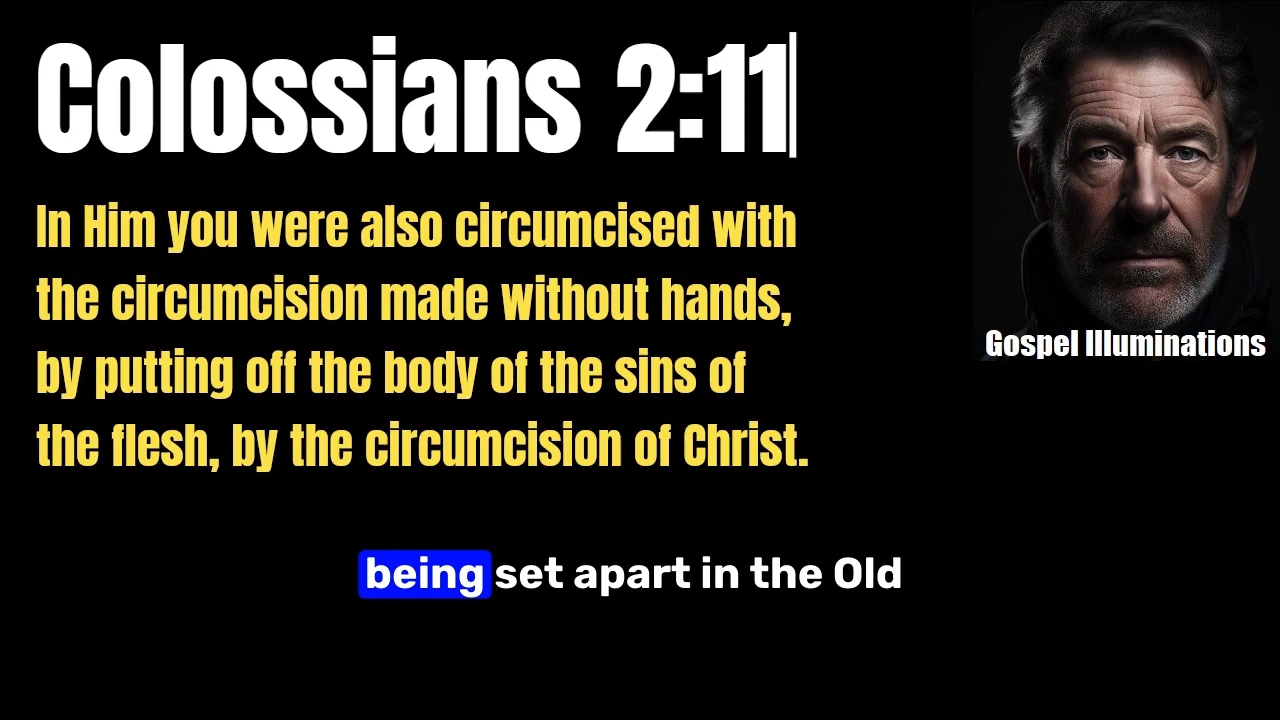 Colossians 2:11
In Him you were also circumcised with
the circumcision made without hands,
by putting off the body of the sins of
the flesh, by the circumcision of Christ.
Gospel Illuminations
being set apart in the Old